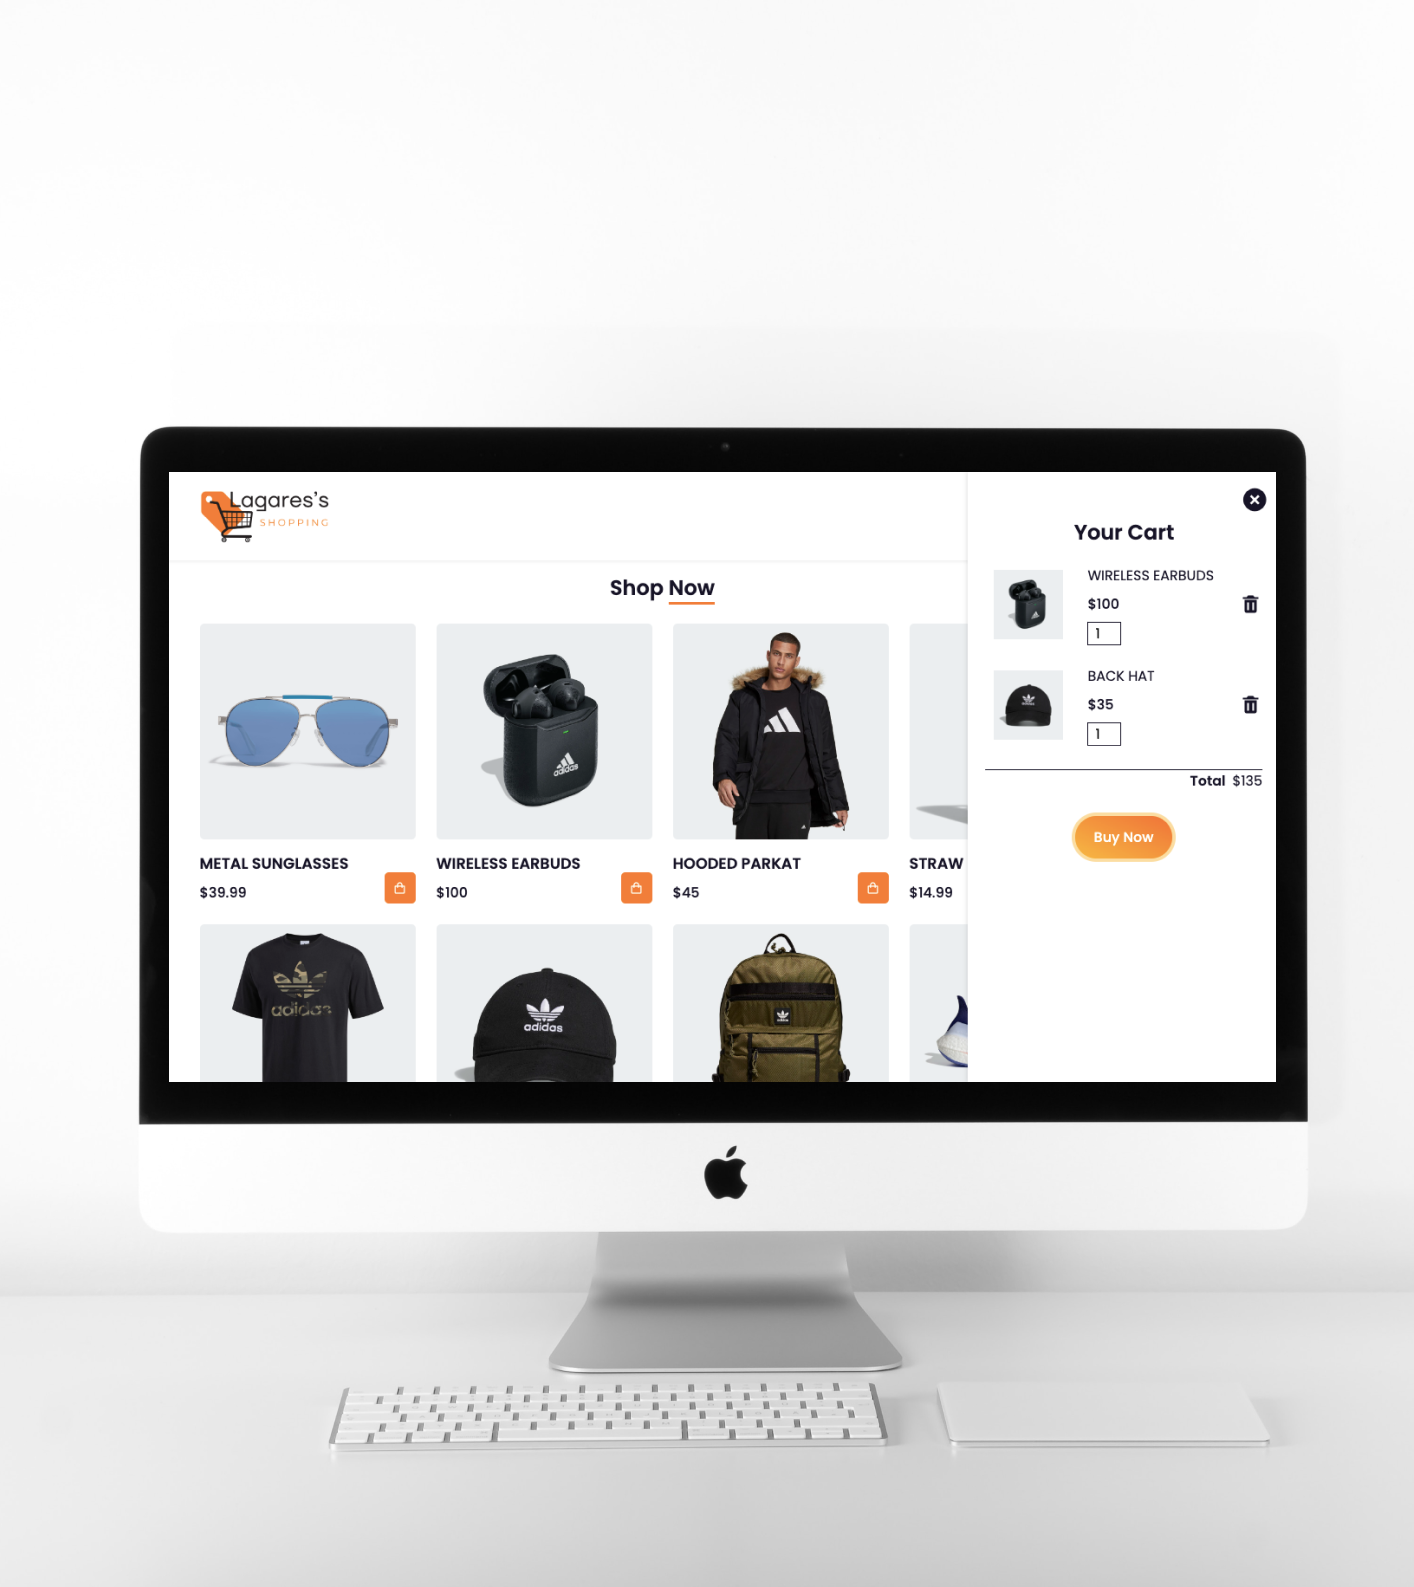 Lagares's
SHOPPING
Shop Now
METAL SUNGLASSES
$39.99
adidas
WIRELESS EARBUDS
$100
HOODED PARKAT
$45
STRAW
$14.99
adidas
adidas
Your Cart
WIRELESS EARBUDS
$100
1
BACK HAT
$35
1
Total $135
Buy Now